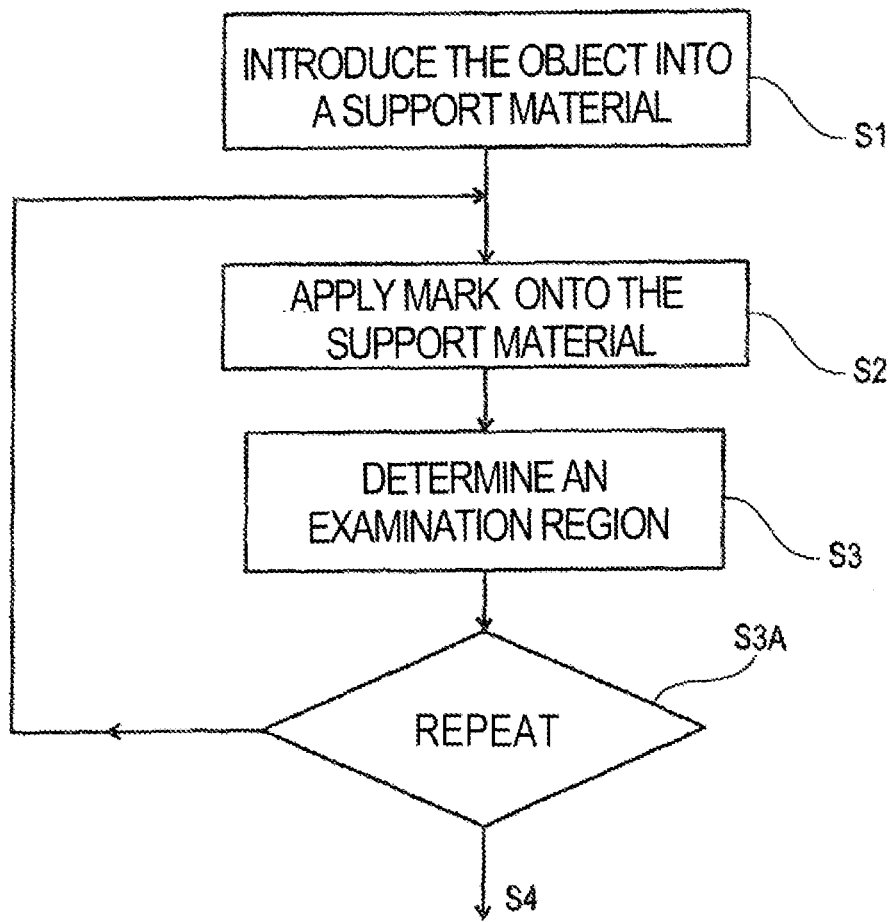 INTRODUCE THE OBJECT INTO
A SUPPORT MATERIAL
S1
APPLY MARK ONTO THE
SUPPORT MATERIAL
S2
DETERMINE AN
EXAMINATION REGION
S3
S3A
REPEAT
S4